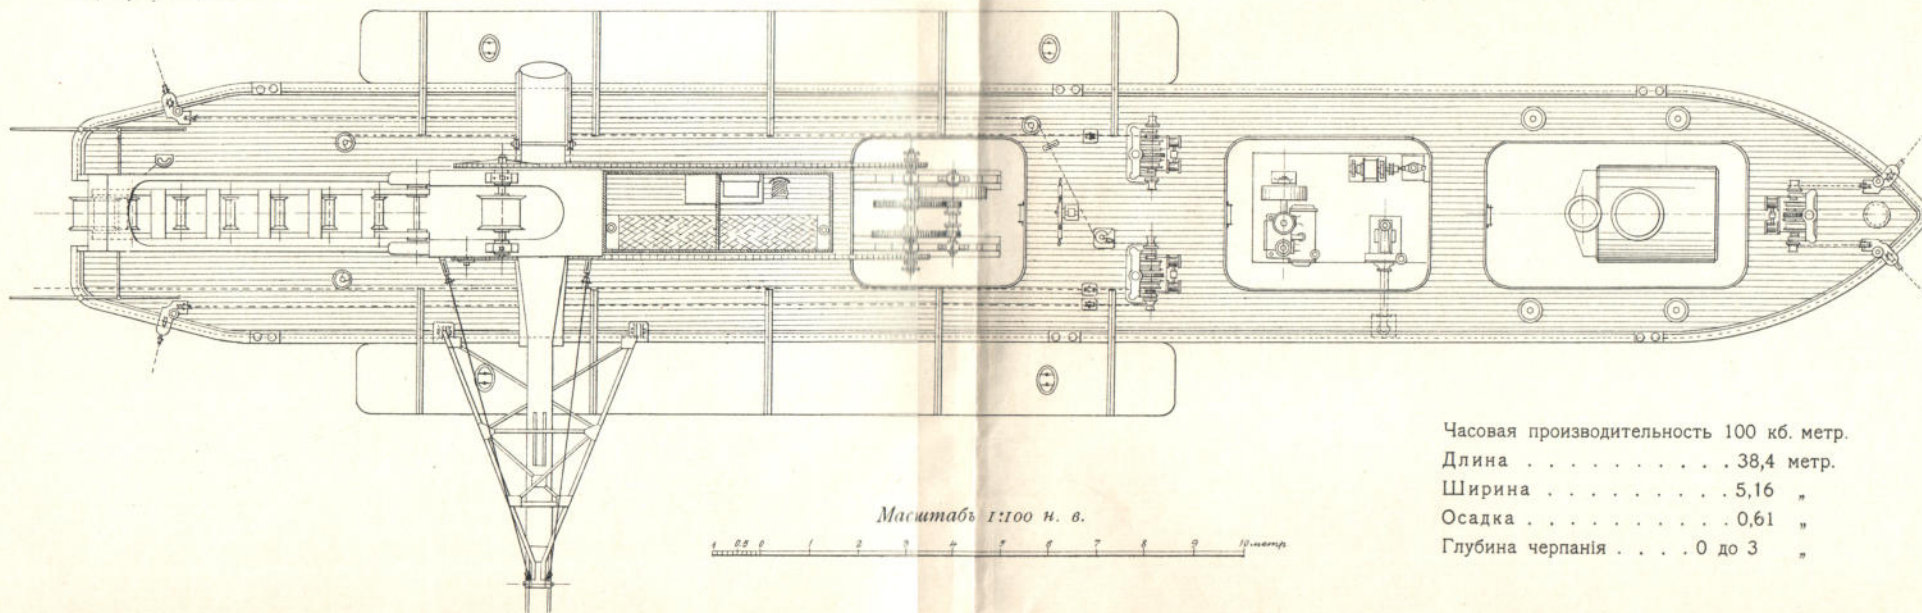 Масштабъ 1:100 н. в.
1 0.5 0 1 2 3 4 5 6 7 8 9 10 метр
Часовая производительность 100 кб. метр.
Длина . . . . . . . . . . 38,4 метр.
Ширина . . . . . . . . . 5,16 „
Осадка . . . . . . . . . . 0,61 „
Глубина черпанія . . . . 0 до 3 „